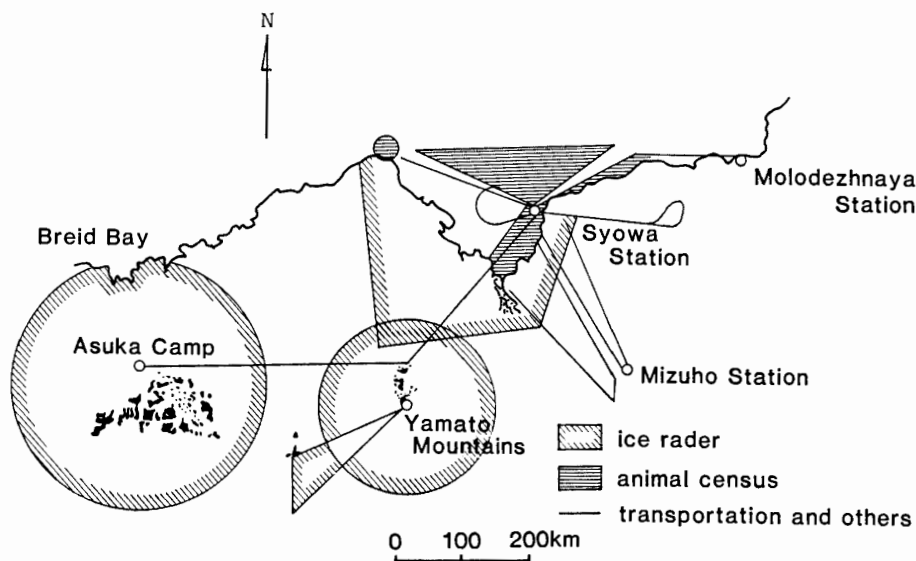 N
Molodezhnaya
Station
Breid Bay
Syowa
Station
Asuka Camp
Mizuho Station
Yamato
Mountains
ice rader
animal census
transportation and others
0 100 200km